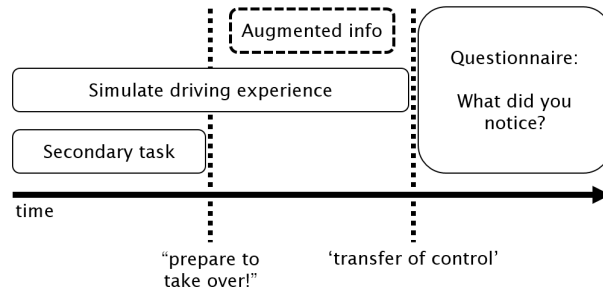 Augmented info
Questionnaire:
Simulate driving experience
What did you
notice?
Secondary task
time
“prepare to
take over!”
‘transfer of control’